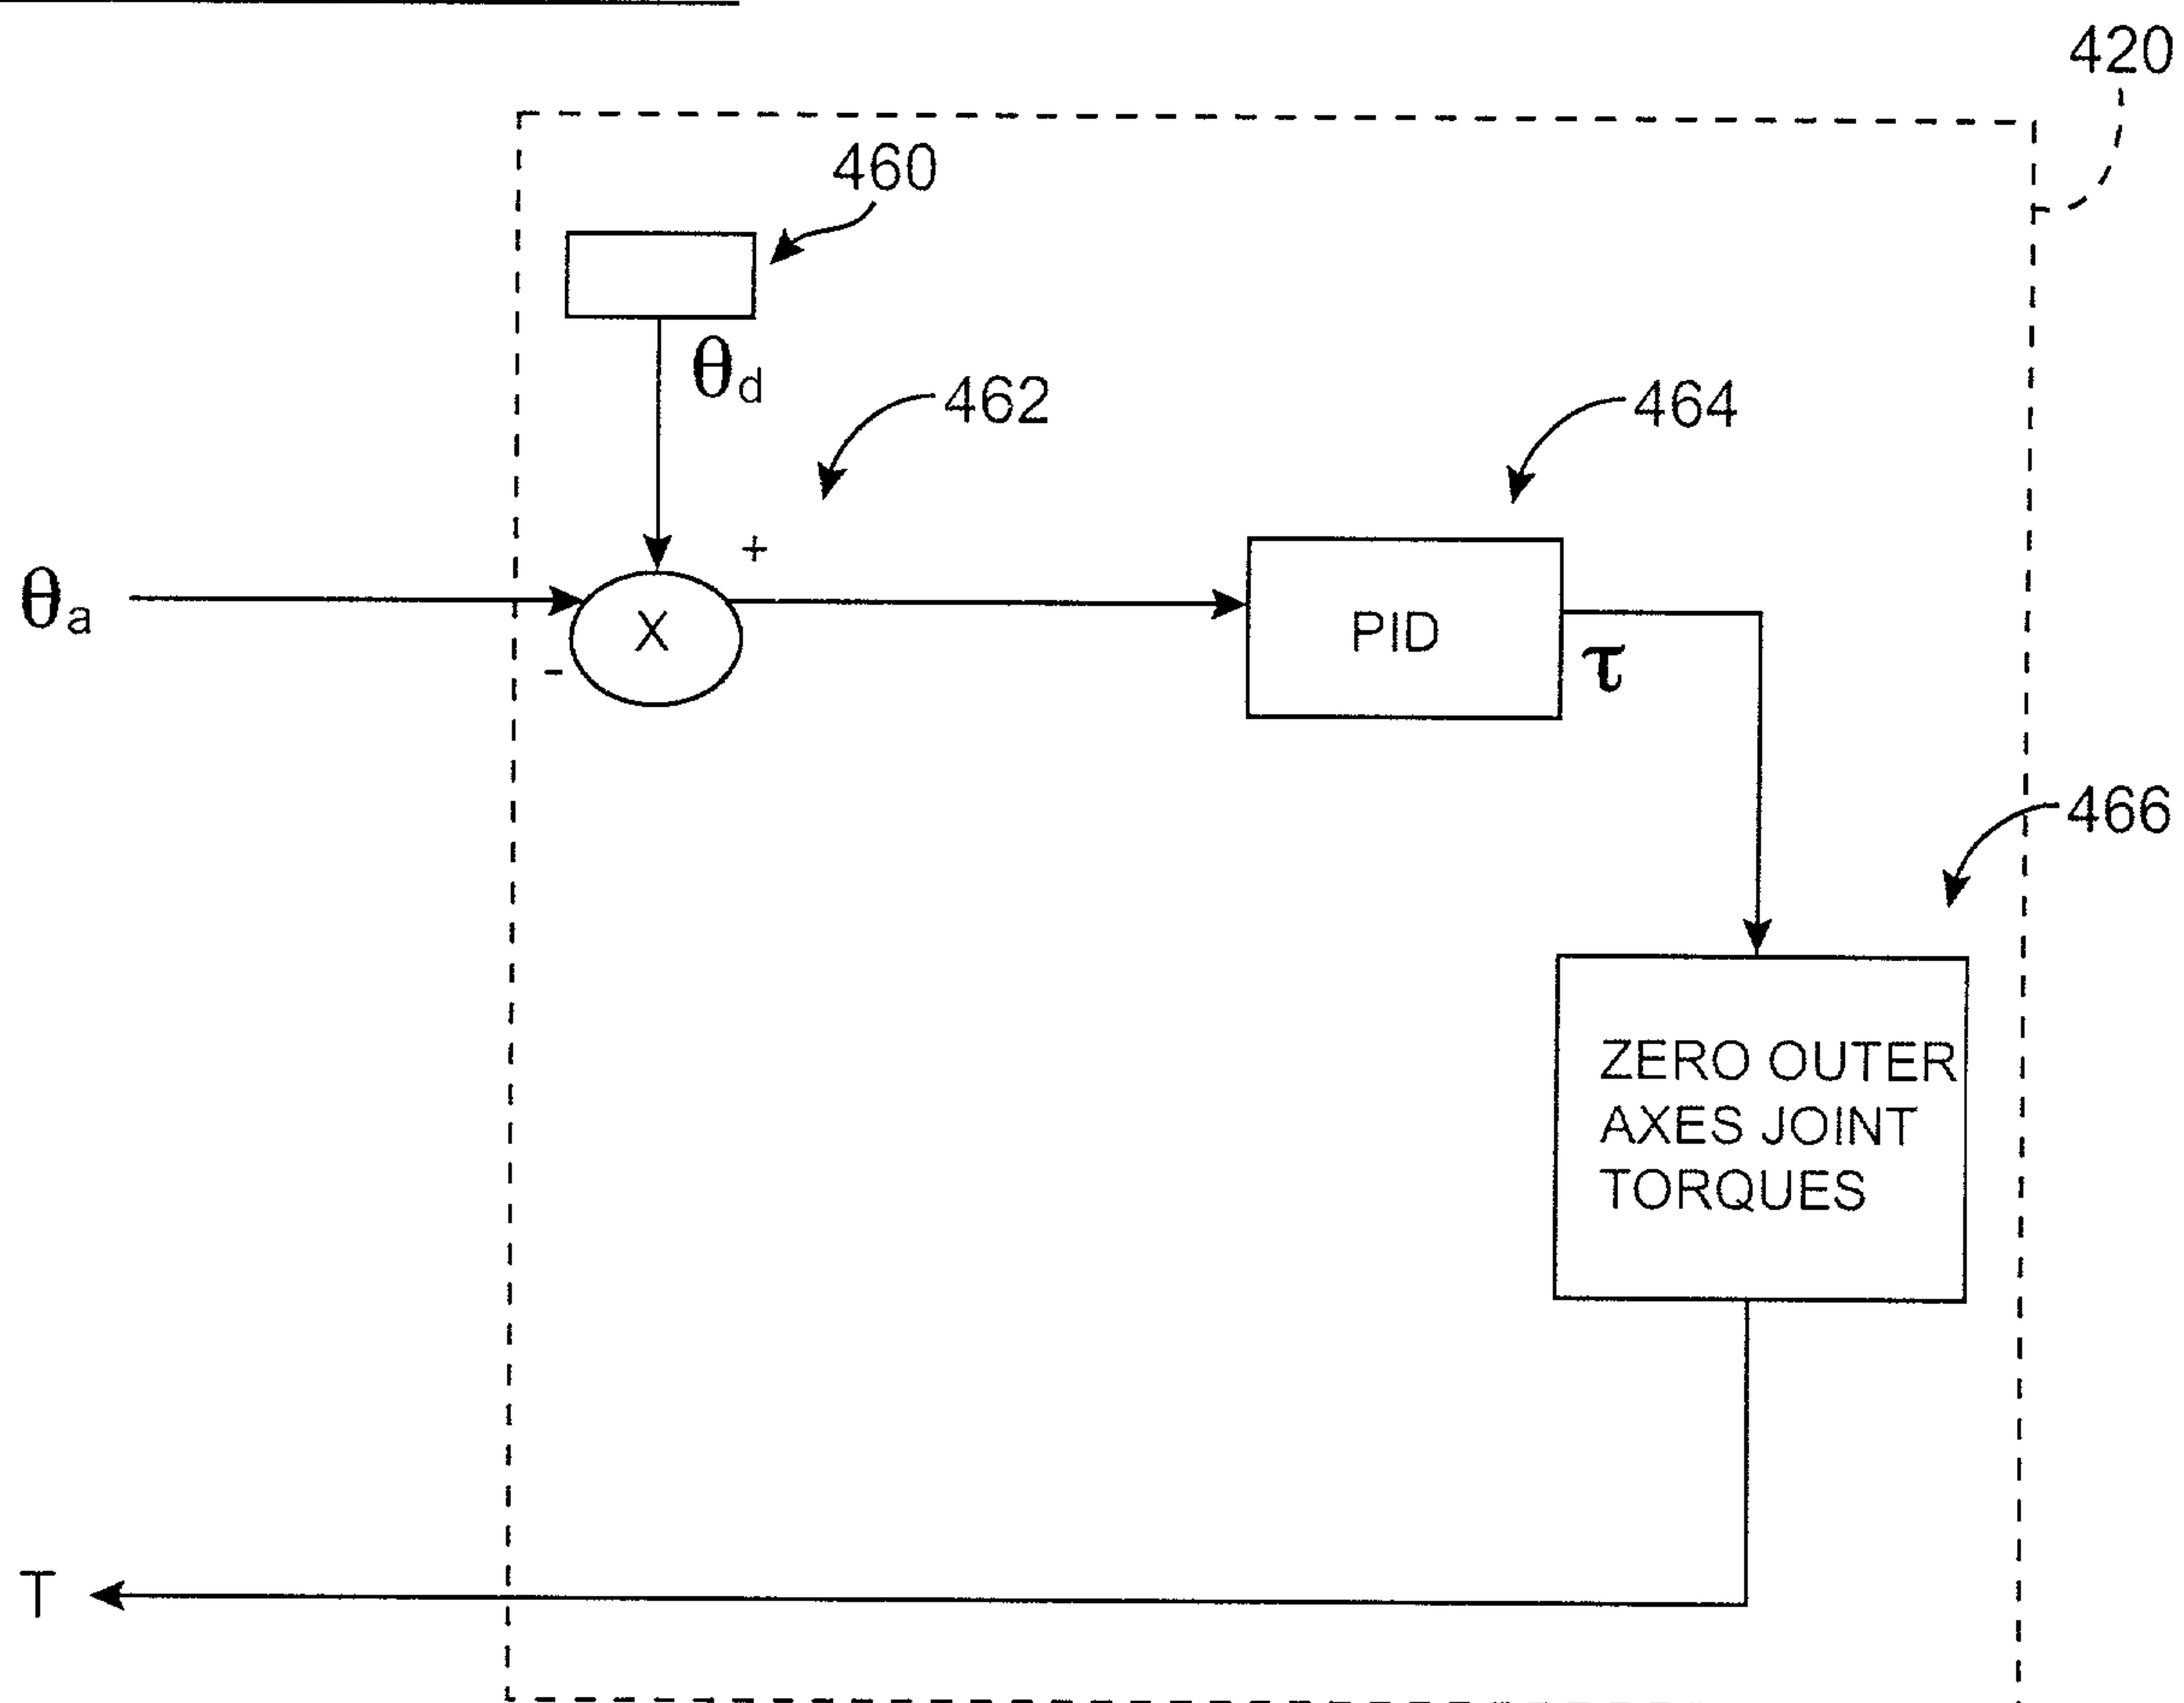 420
460
θd
462
464
+
θa
X
-
PID
τ
466
ZERO OUTER
AXES JOINT
TORQUES
T